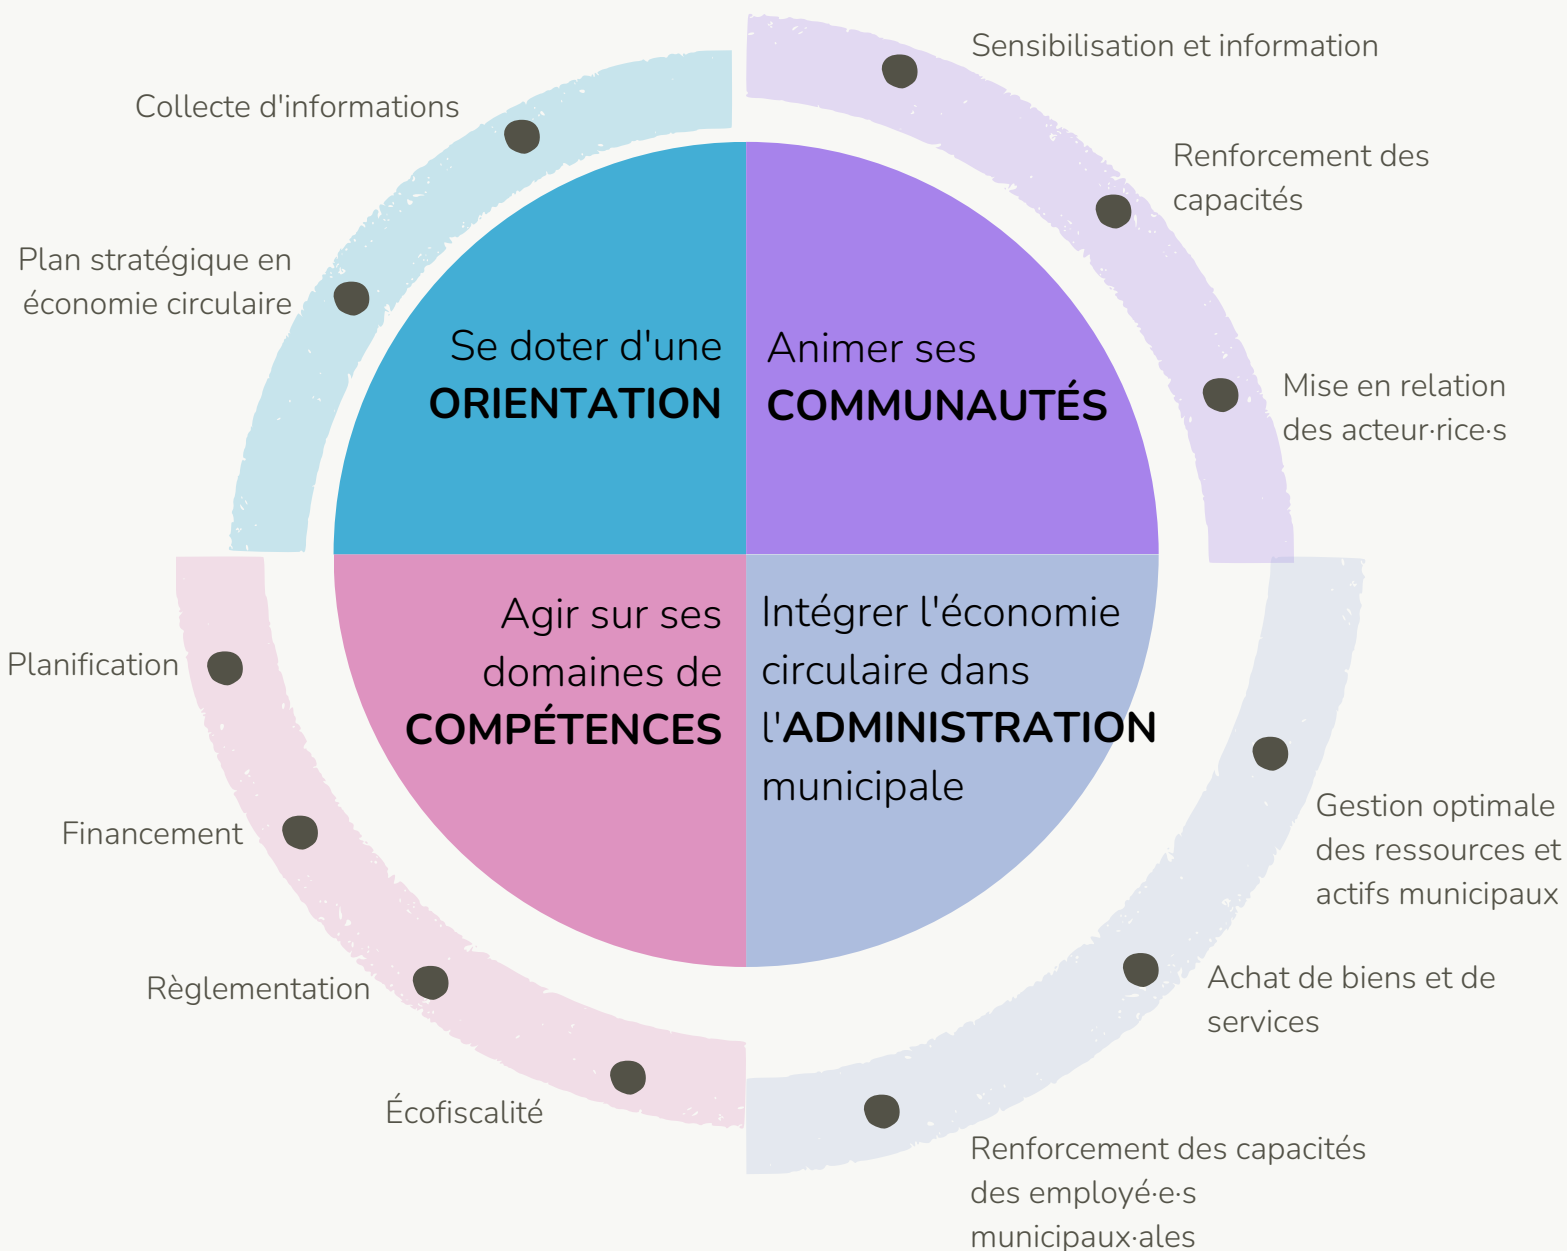 Sensibilisation et information
Collecte d'informations
Renforcement des
capacités
Plan stratégique en
économie circulaire
Se doter d'une
ORIENTATION
Animer ses
COMMUNAUTÉS
Mise en relation
des acteur·rice·s
Agir sur ses
domaines de
COMPÉTENCES
Intégrer l'économie
circulaire dans
l'ADMINISTRATION
municipale
Planification
Financement
Règlementation
Écofiscalité
Gestion optimale
des ressources et
actifs municipaux
Achat de biens et de
services
Renforcement des capacités
des employé·e·s
municipaux·ales